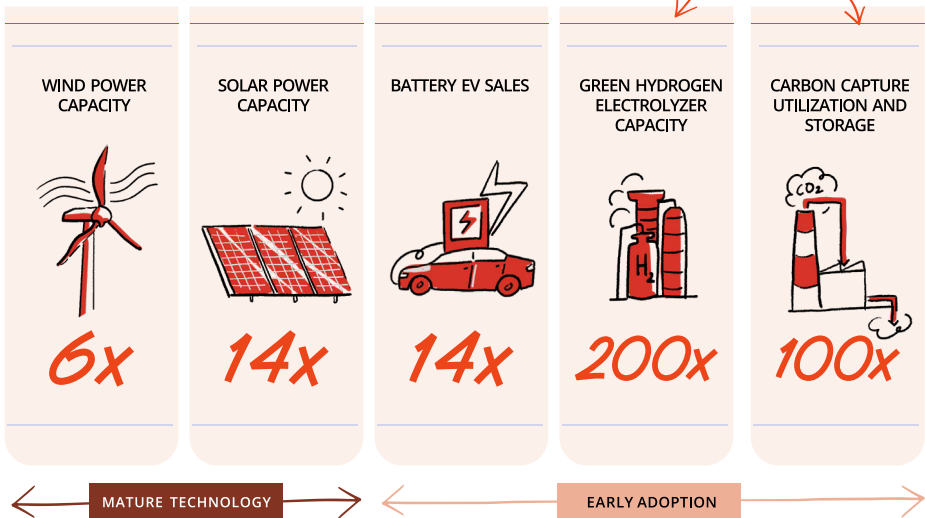 WIND POWER
CAPACITY
6x
SOLAR POWER
CAPACITY
14x
BATTERY EV SALES
14x
GREEN HYDROGEN
ELECTROLYZER
CAPACITY
H2
200x
CARBON CAPTURE
UTILIZATION AND
STORAGE
CO2
100x
MATURE TECHNOLOGY
EARLY ADOPTION